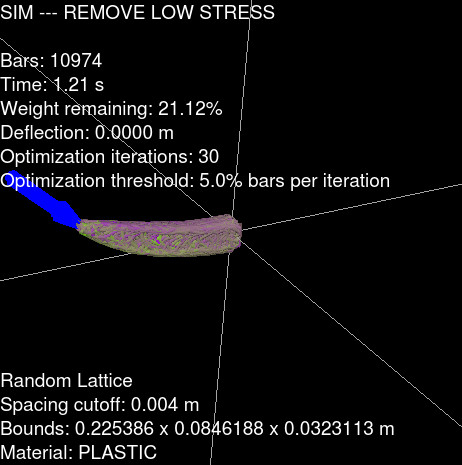 SIM --- REMOVE LOW STRESS
Bars: 10974
Time: 1.21 s
Weight remaining: 21.12%
Deflection: 0.0000 m
Optimization iterations: 30
Optimization threshold: 5.0% bars per iteration
Random Lattice
Spacing cutoff: 0.004 m
Bounds: 0.225386 x 0.0846188 x 0.0323113 m
Material: PLASTIC